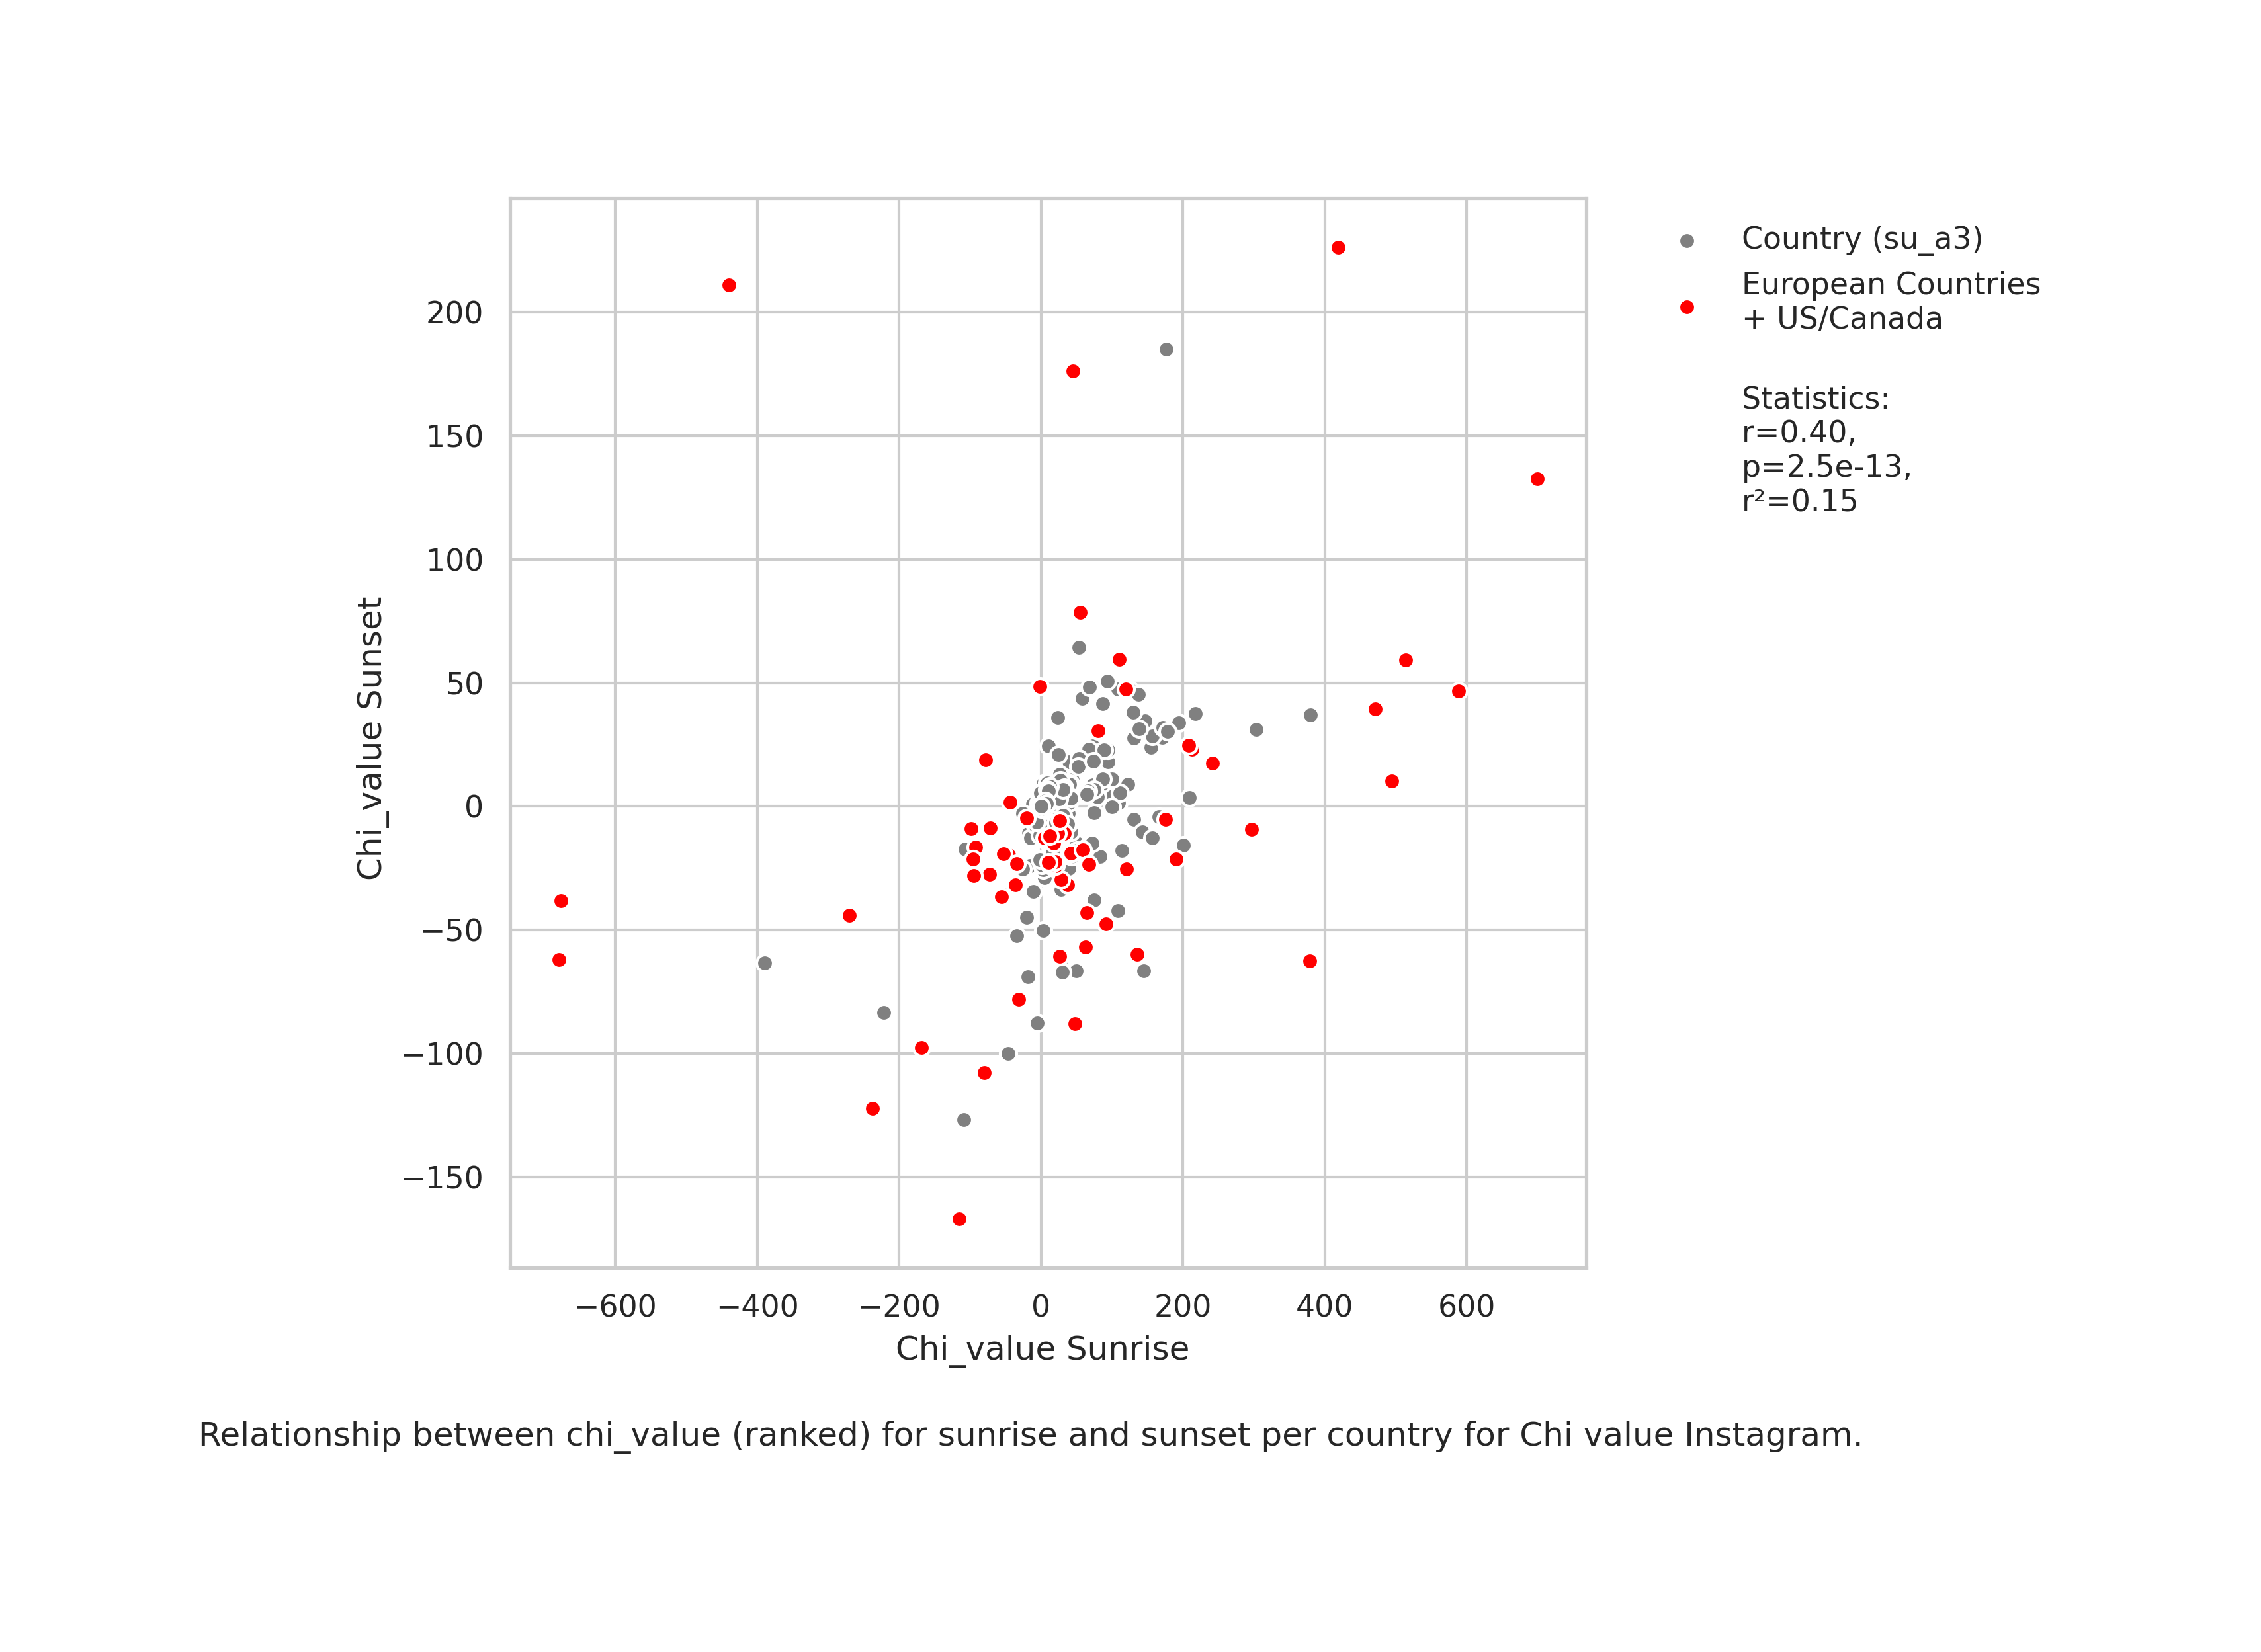 Country (su_a3)
European Countries
+ US/Canada
Statistics:
r=0.40,
p=2.5e-13,
r²=0.15
Chi_value Sunset
200
150
100
50
0
−50
−100
−150
−600
−400
−200
0
200
400
600
Chi_value Sunrise
Relationship between chi_value (ranked) for sunrise and sunset per country for Chi value Instagram.